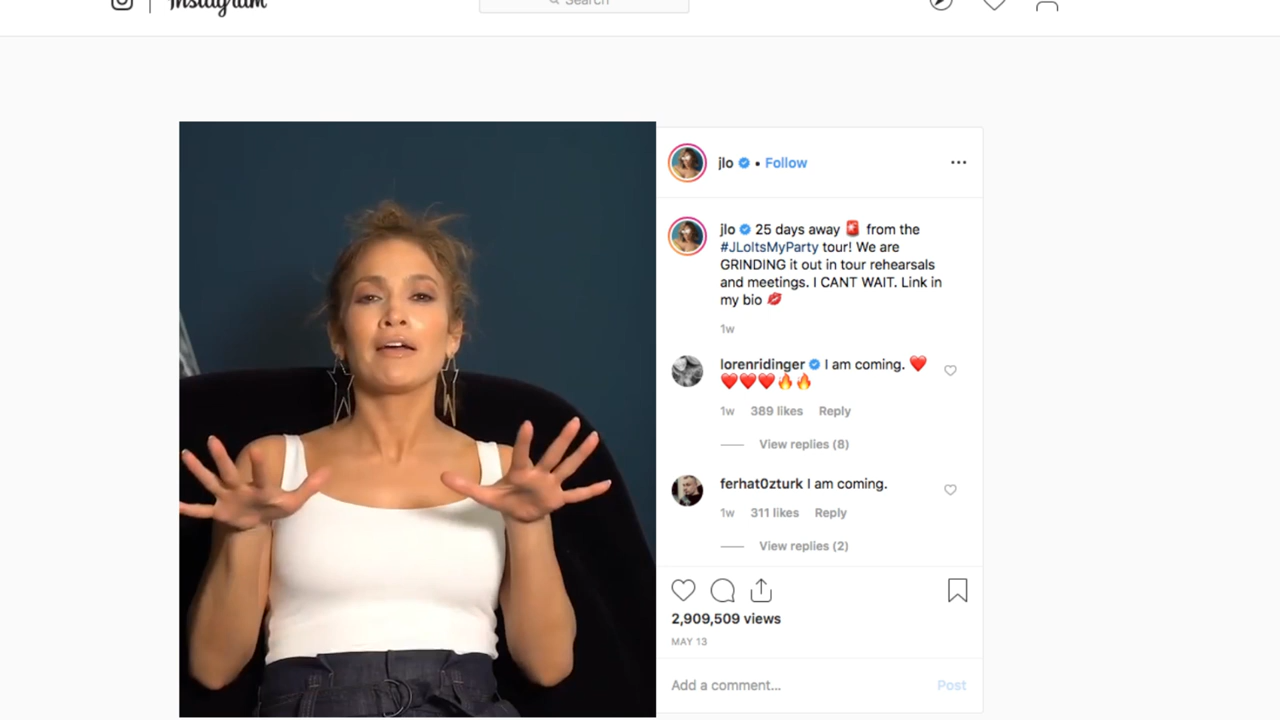 Instagram
Search
jlo • Follow
jlo 25 days away 🚨 from the
#JLoItsMyParty tour! We are
GRINDING it out in tour rehearsals
and meetings. I CANT WAIT. Link in
my bio 💋
1w
lorenridinger I am coming. ❤️
❤️❤️❤️🔥🔥
1w 389 likes Reply
View replies (8)
ferhat0zturk I am coming.
1w 311 likes Reply
View replies (2)
2,909,509 views
MAY 13
Add a comment... Post